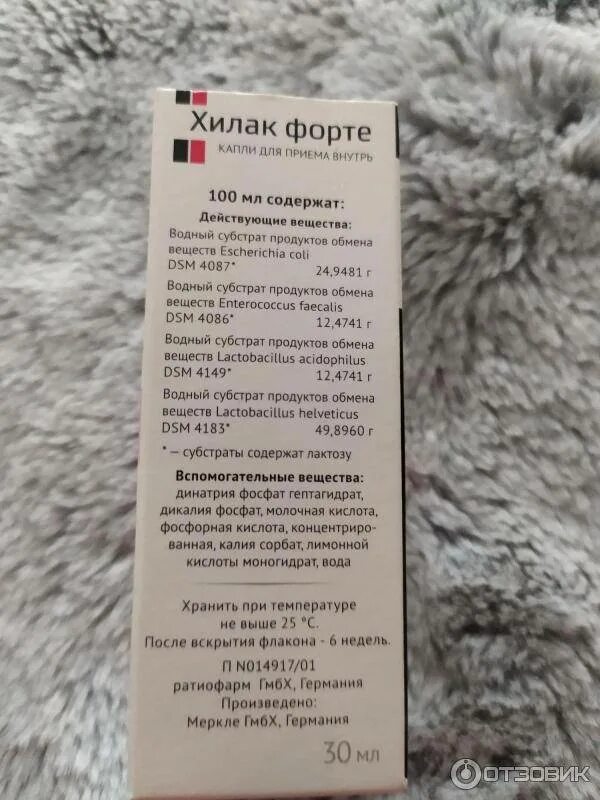 Хилак форте
КАПЛИ ДЛЯ ПРИЕМА ВНУТРЬ
100 мл содержат:
Действующие вещества:
Водный субстрат продуктов обмена
веществ Escherichia coli
DSM 4087* 24,9481 г
Водный субстрат продуктов обмена
веществ Enterococcus faecalis
DSM 4086* 12,4741 г
Водный субстрат продуктов обмена
веществ Lactobacillus acidophilus
DSM 4149* 12,4741 г
Водный субстрат продуктов обмена
веществ Lactobacillus helveticus
DSM 4183* 49,8960 г
* — субстраты содержат лактозу
Вспомогательные вещества:
динатрия фосфат гептагидрат,
дикалия фосфат, молочная кислота,
фосфорная кислота, концентриро-
ванная, калия сорбат, лимонной
кислоты моногидрат, вода
Хранить при температуре
не выше 25 °С.
После вскрытия флакона - 6 недель.
П N014917/01
ратиофарм ГмбХ, Германия
Произведено:
Меркле ГмбХ, Германия
30 мл
ОТЗОВИК